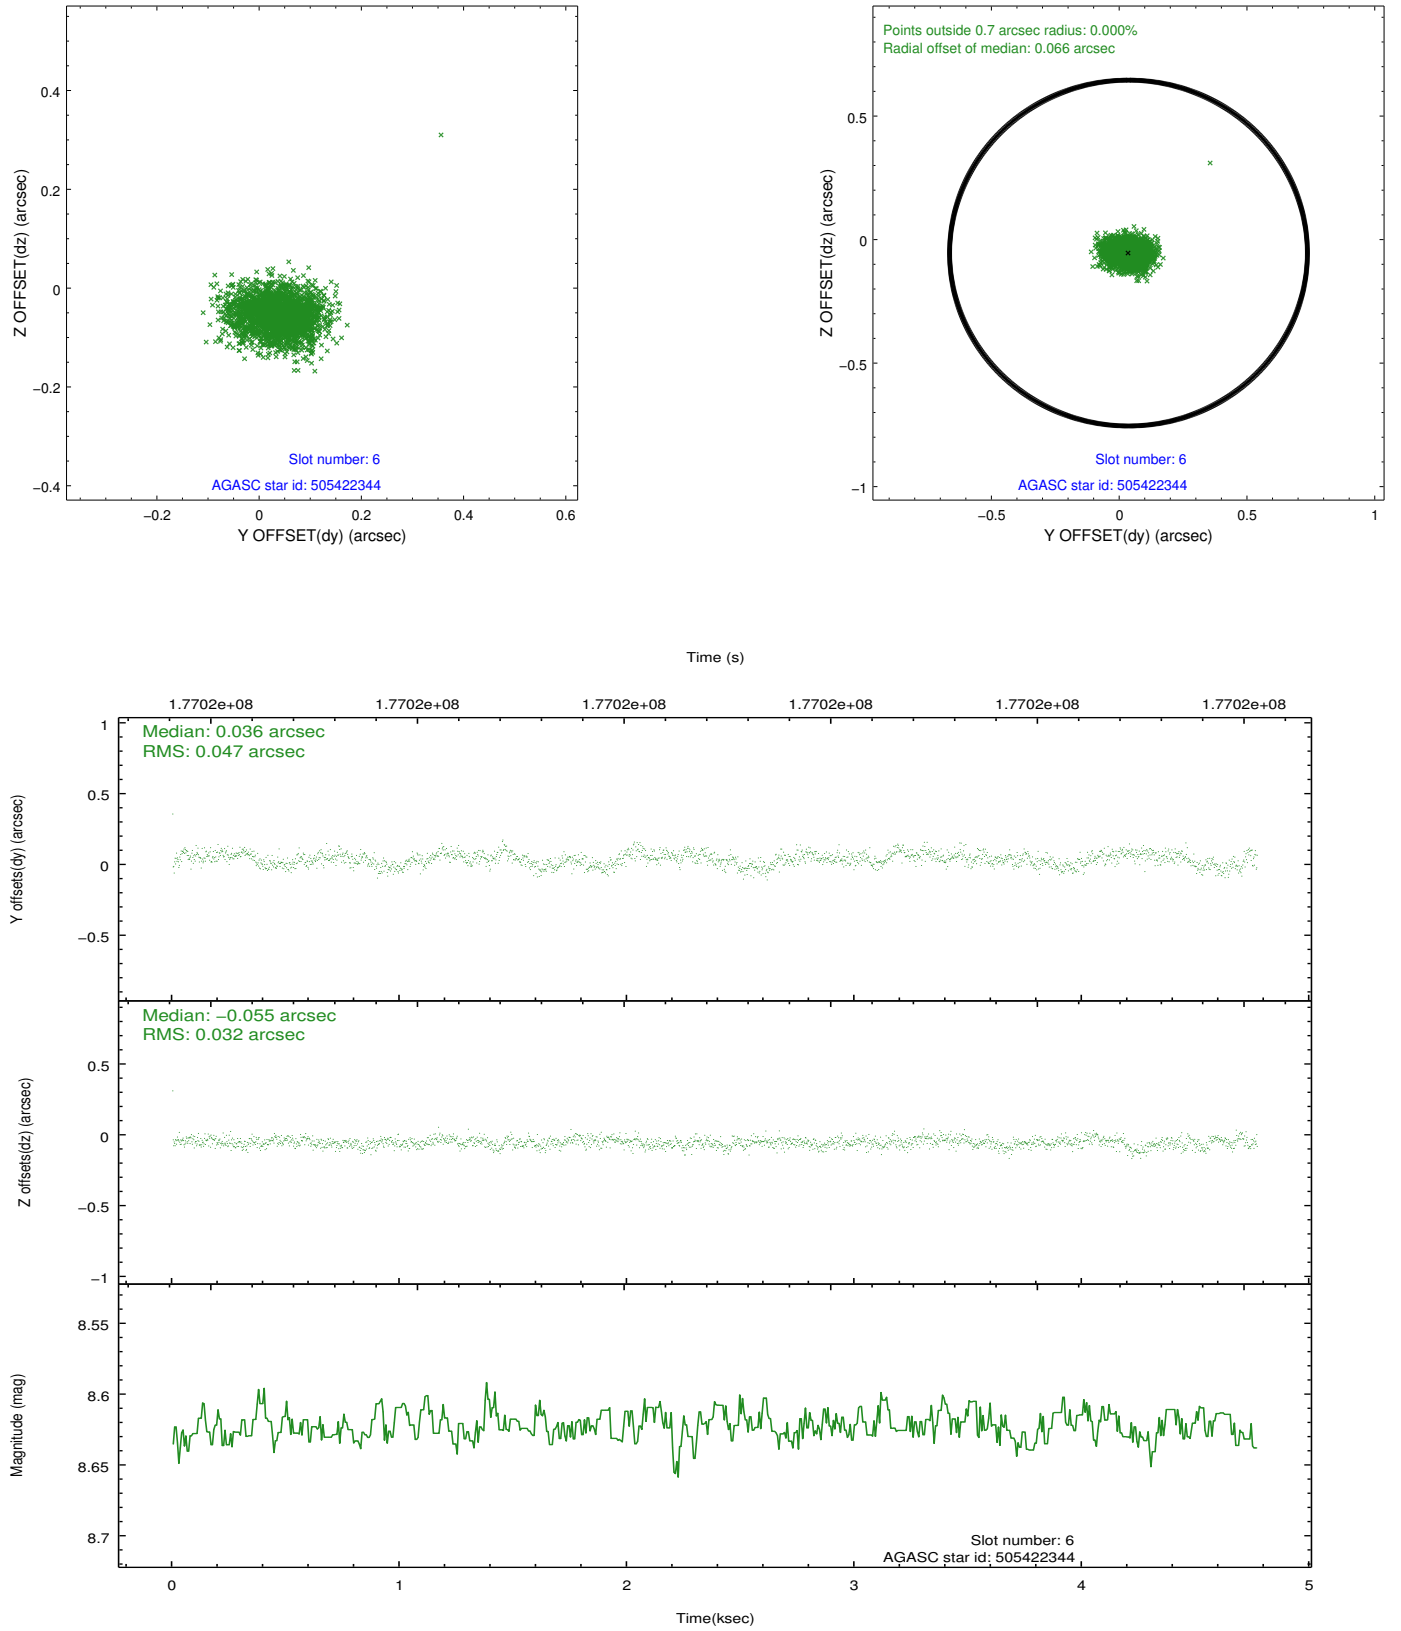 0.4
0.2
0
−0.2
−0.4
Z OFFSET(dz) (arcsec)
Slot number: 6
AGASC star id: 505422344
−0.2 0 0.2 0.4 0.6
Y OFFSET(dy) (arcsec)
Points outside 0.7 arcsec radius: 0.000%
Radial offset of median: 0.066 arcsec
0.5
0
−0.5
−1
Z OFFSET(dz) (arcsec)
Slot number: 6
AGASC star id: 505422344
−0.5 0 0.5 1
Y OFFSET(dy) (arcsec)
Time (s)
1.7702e+08 1.7702e+08 1.7702e+08 1.7702e+08 1.7702e+08 1.7702e+08
Median: 0.036 arcsec
RMS: 0.047 arcsec
1
0.5
0
−0.5
Y offsets(dy) (arcsec)
Median: −0.055 arcsec
RMS: 0.032 arcsec
0.5
0
−0.5
−1
Z offsets(dz) (arcsec)
8.55
8.6
8.65
8.7
Magnitude (mag)
Slot number: 6
AGASC star id: 505422344
0 1 2 3 4 5
Time(ksec)